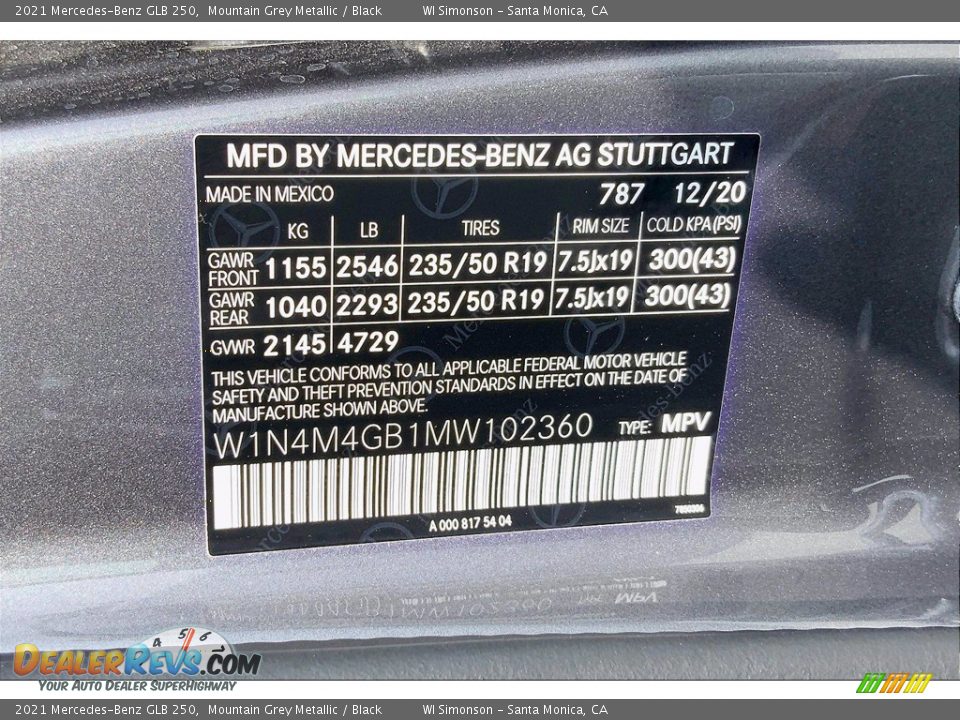 2021 Mercedes-Benz GLB 250, Mountain Grey Metallic / Black WI Simonson - Santa Monica, CA
MFD BY MERCEDES-BENZ AG STUTTGART
MADE IN MEXICO 787 12/20
KG LB TIRES RIM SIZE COLD KPA(PSI)
GAWR FRONT 1155 2546 235/50 R19 7.5Jx19 300(43)
GAWR REAR 1040 2293 235/50 R19 7.5Jx19 300(43)
GVWR 2145 4729
THIS VEHICLE CONFORMS TO ALL APPLICABLE FEDERAL MOTOR VEHICLE
SAFETY AND THEFT PREVENTION STANDARDS IN EFFECT ON THE DATE OF
MANUFACTURE SHOWN ABOVE.
W1N4M4GB1MW102360 TYPE: MPV
A 000 817 54 04
4 5 6
DEALERREVS.COM
YOUR AUTO DEALER SUPERHIGHWAY
2021 Mercedes-Benz GLB 250, Mountain Grey Metallic / Black WI Simonson - Santa Monica, CA